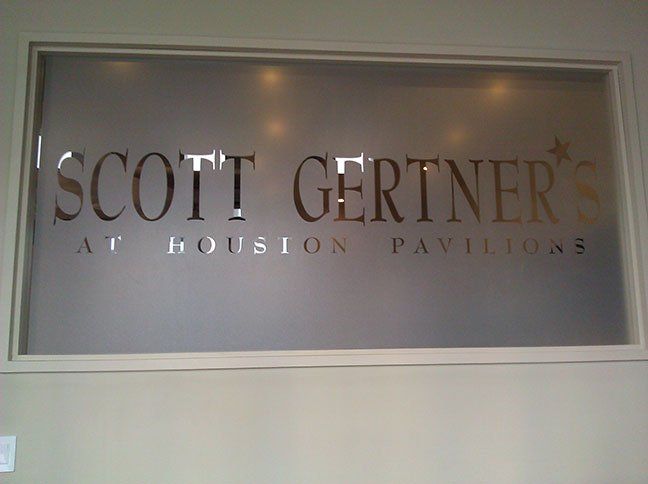 SCOTT GERTNER'S
AT HOUSTON PAVILIONS